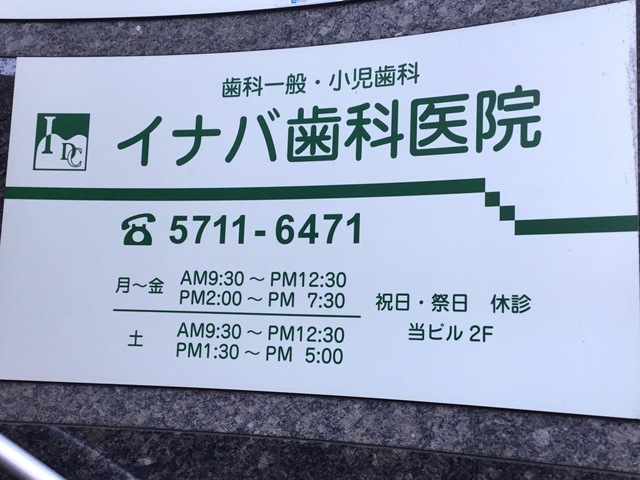 歯科一般・小児歯科
IDC
イナバ歯科医院
☎ 5711-6471
月～金 AM9:30～PM12:30
PM2:00～PM 7:30
土 AM9:30～PM12:30
PM1:30～PM 5:00
祝日・祭日 休診
当ビル2F